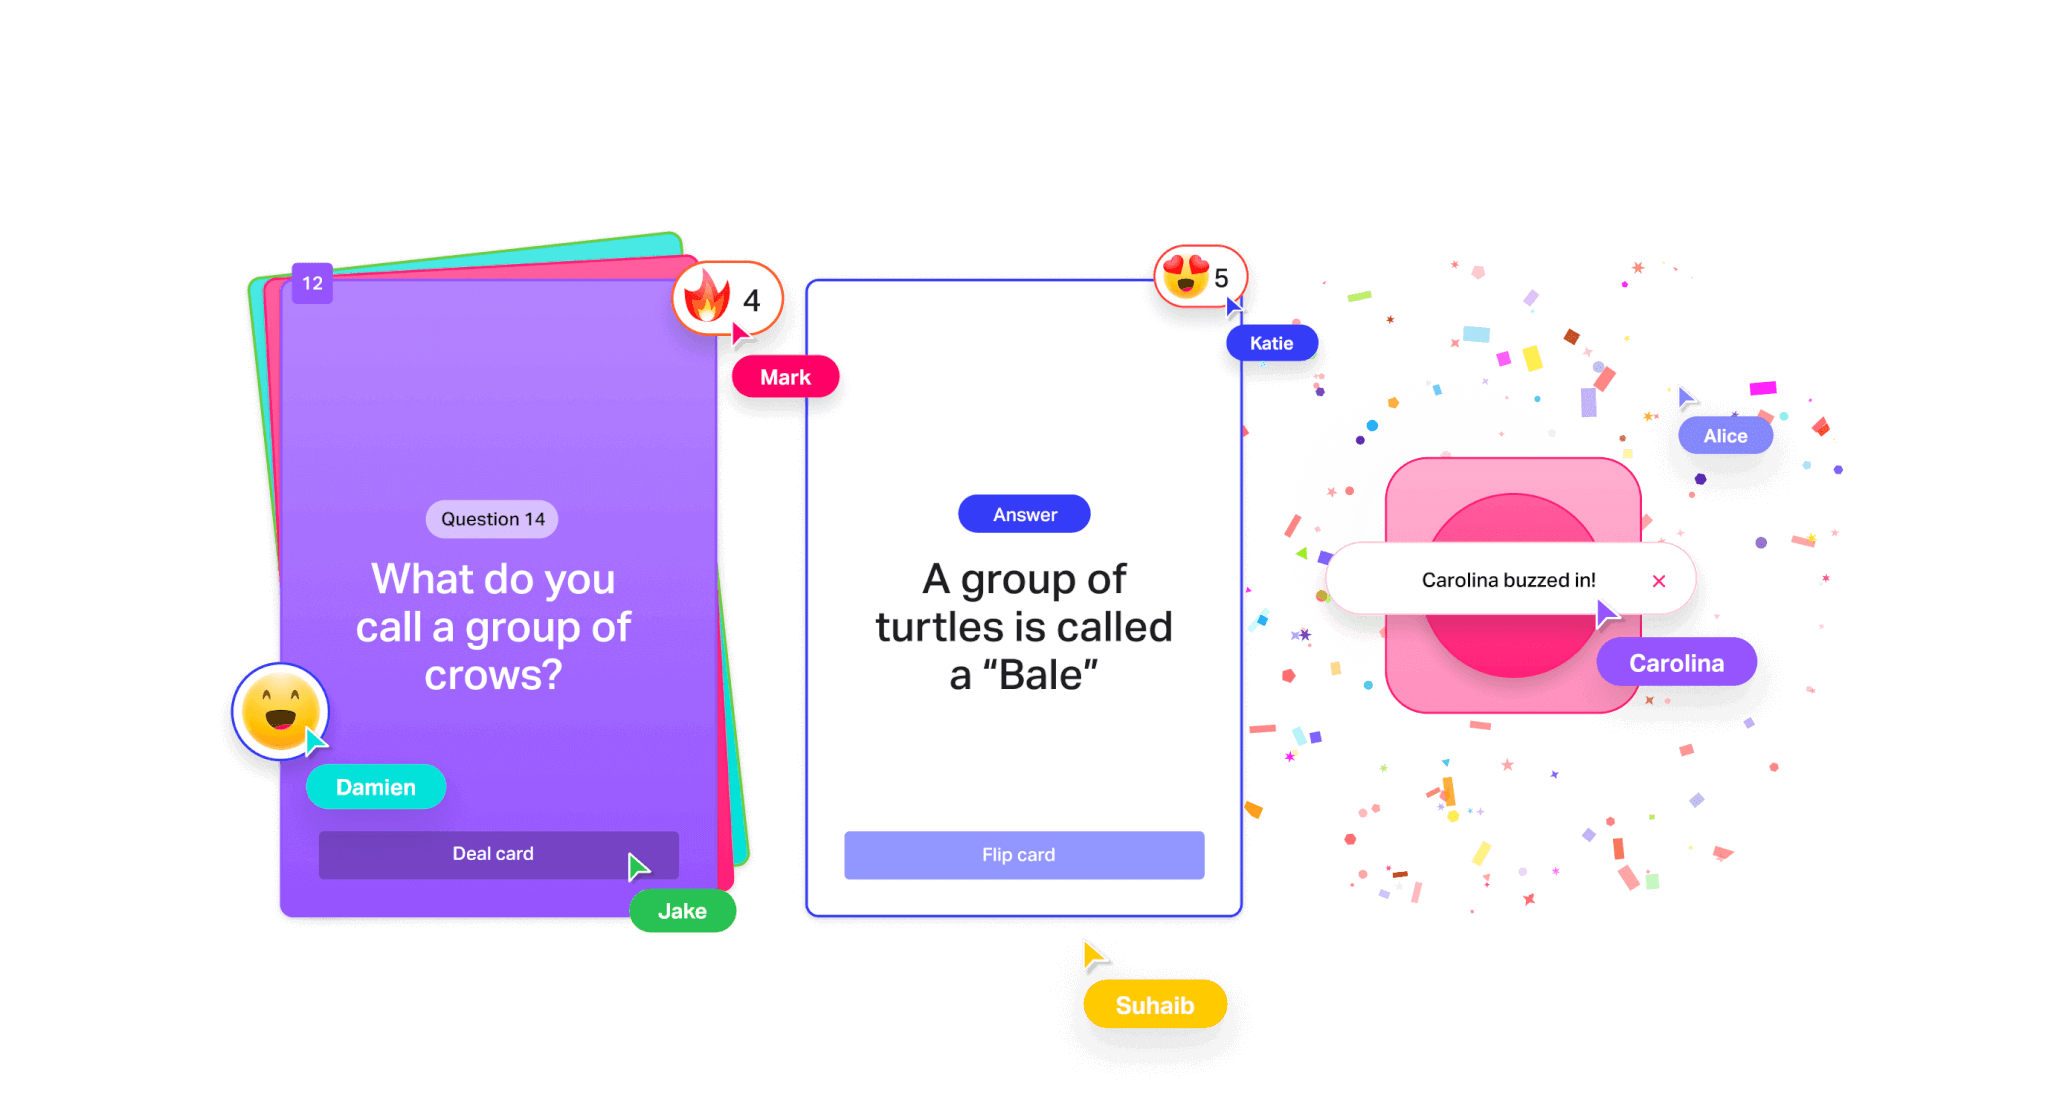 12
4
Mark
Question 14
What do you
call a group of
crows?
Damien
Deal card
Jake
5
Katie
Answer
A group of
turtles is called
a “Bale”
Flip card
Suhaib
Alice
Carolina buzzed in!
Carolina